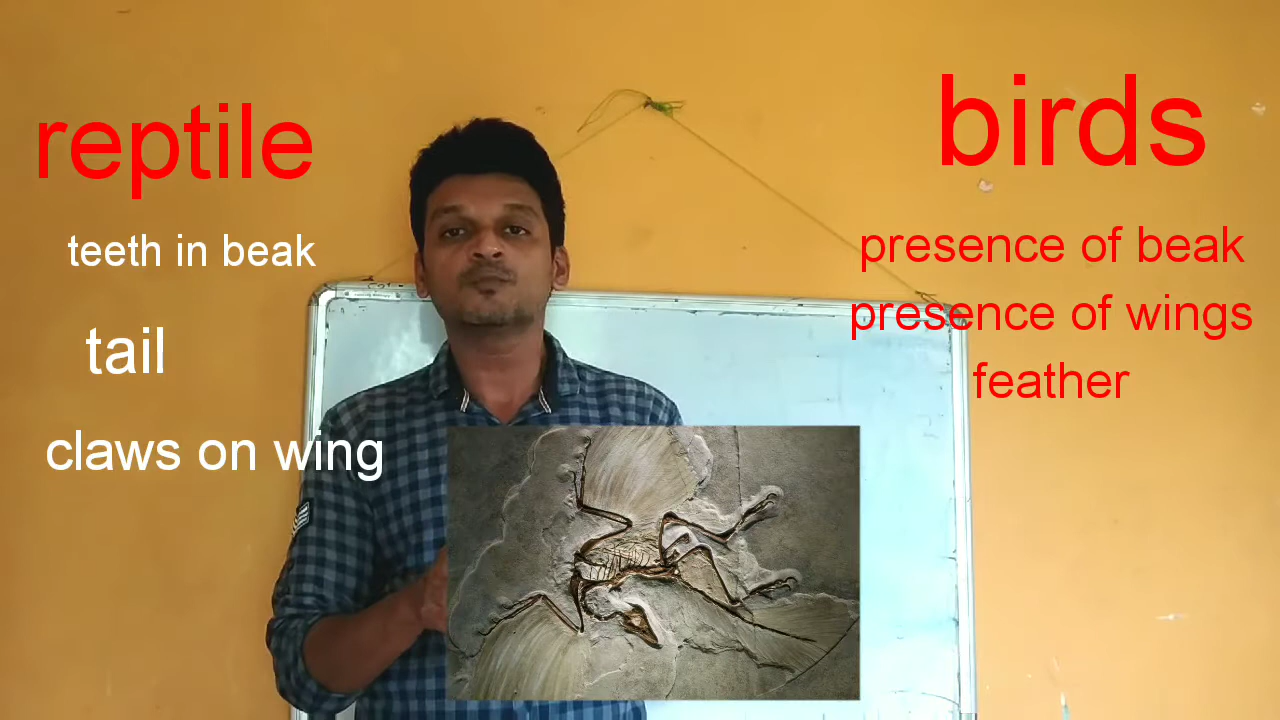 reptile
teeth in beak
tail
claws on wing
birds
presence of beak
presence of wings
feather